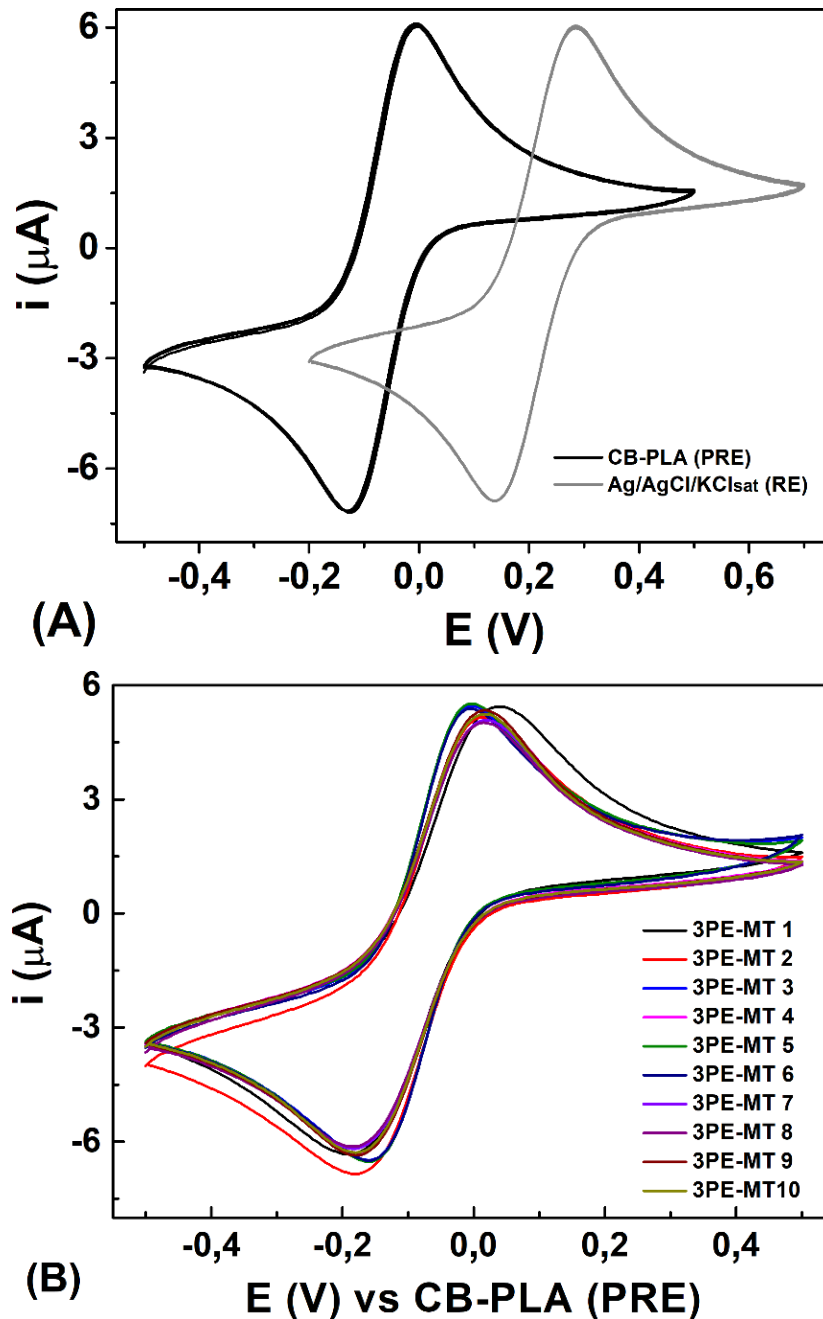 6
3
0
-3
-6
i (µA)
CB-PLA (PRE)
Ag/AgCl/KClsat (RE)
-0,4 -0,2 0,0 0,2 0,4 0,6
(A)
E (V)
6
3
0
-3
-6
i (µA)
3PE-MT 1
3PE-MT 2
3PE-MT 3
3PE-MT 4
3PE-MT 5
3PE-MT 6
3PE-MT 7
3PE-MT 8
3PE-MT 9
3PE-MT10
-0,4 -0,2 0,0 0,2 0,4
(B)
E (V) vs CB-PLA (PRE)